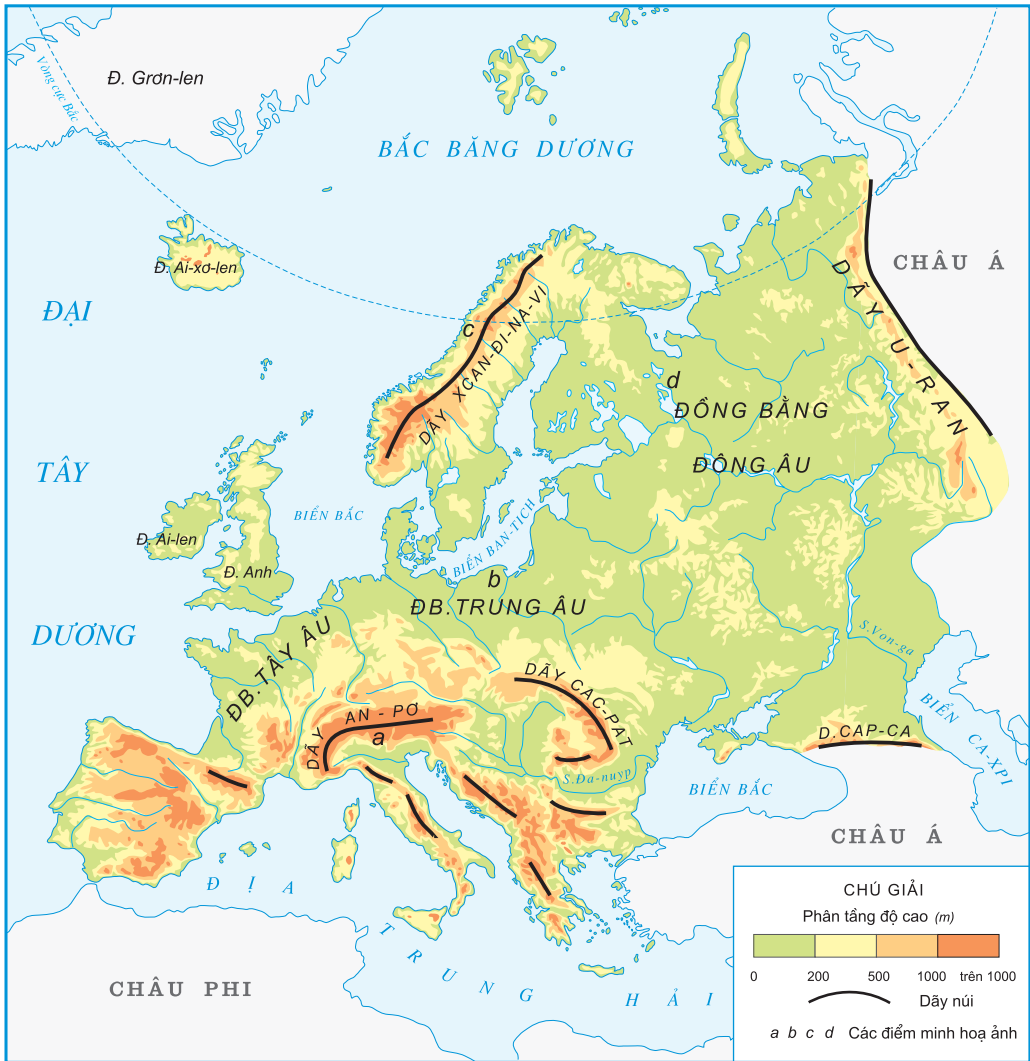 Đ. Grơn-len
Vòng cực Bắc
BẮC BĂNG DƯƠNG
Đ. Ai-xơ-len
CHÂU Á
DÃY U-RAN
ĐẠI
c
DÃY XCAN-ĐI-NA-VI
d
ĐỒNG BẰNG
ĐÔNG ÂU
TÂY
BIỂN BẮC
BIỂN BAN-TÍCH
Đ. Ai-len
Đ. Anh
b
ĐB.TRUNG ÂU
DƯƠNG
ĐB.TÂY ÂU
S.Von-ga
DÃY CAC-PAT
DÃY AN - PƠ
a
BIỂN CA-XPI
D.CAP-CA
S.Đa-nuyp
BIỂN BẮC
CHÂU Á
ĐỊA
TRUNG HẢI
CHÂU PHI
CHÚ GIẢI
Phân tầng độ cao (m)
0 200 500 1000 trên 1000
Dãy núi
a b c d Các điểm minh hoạ ảnh